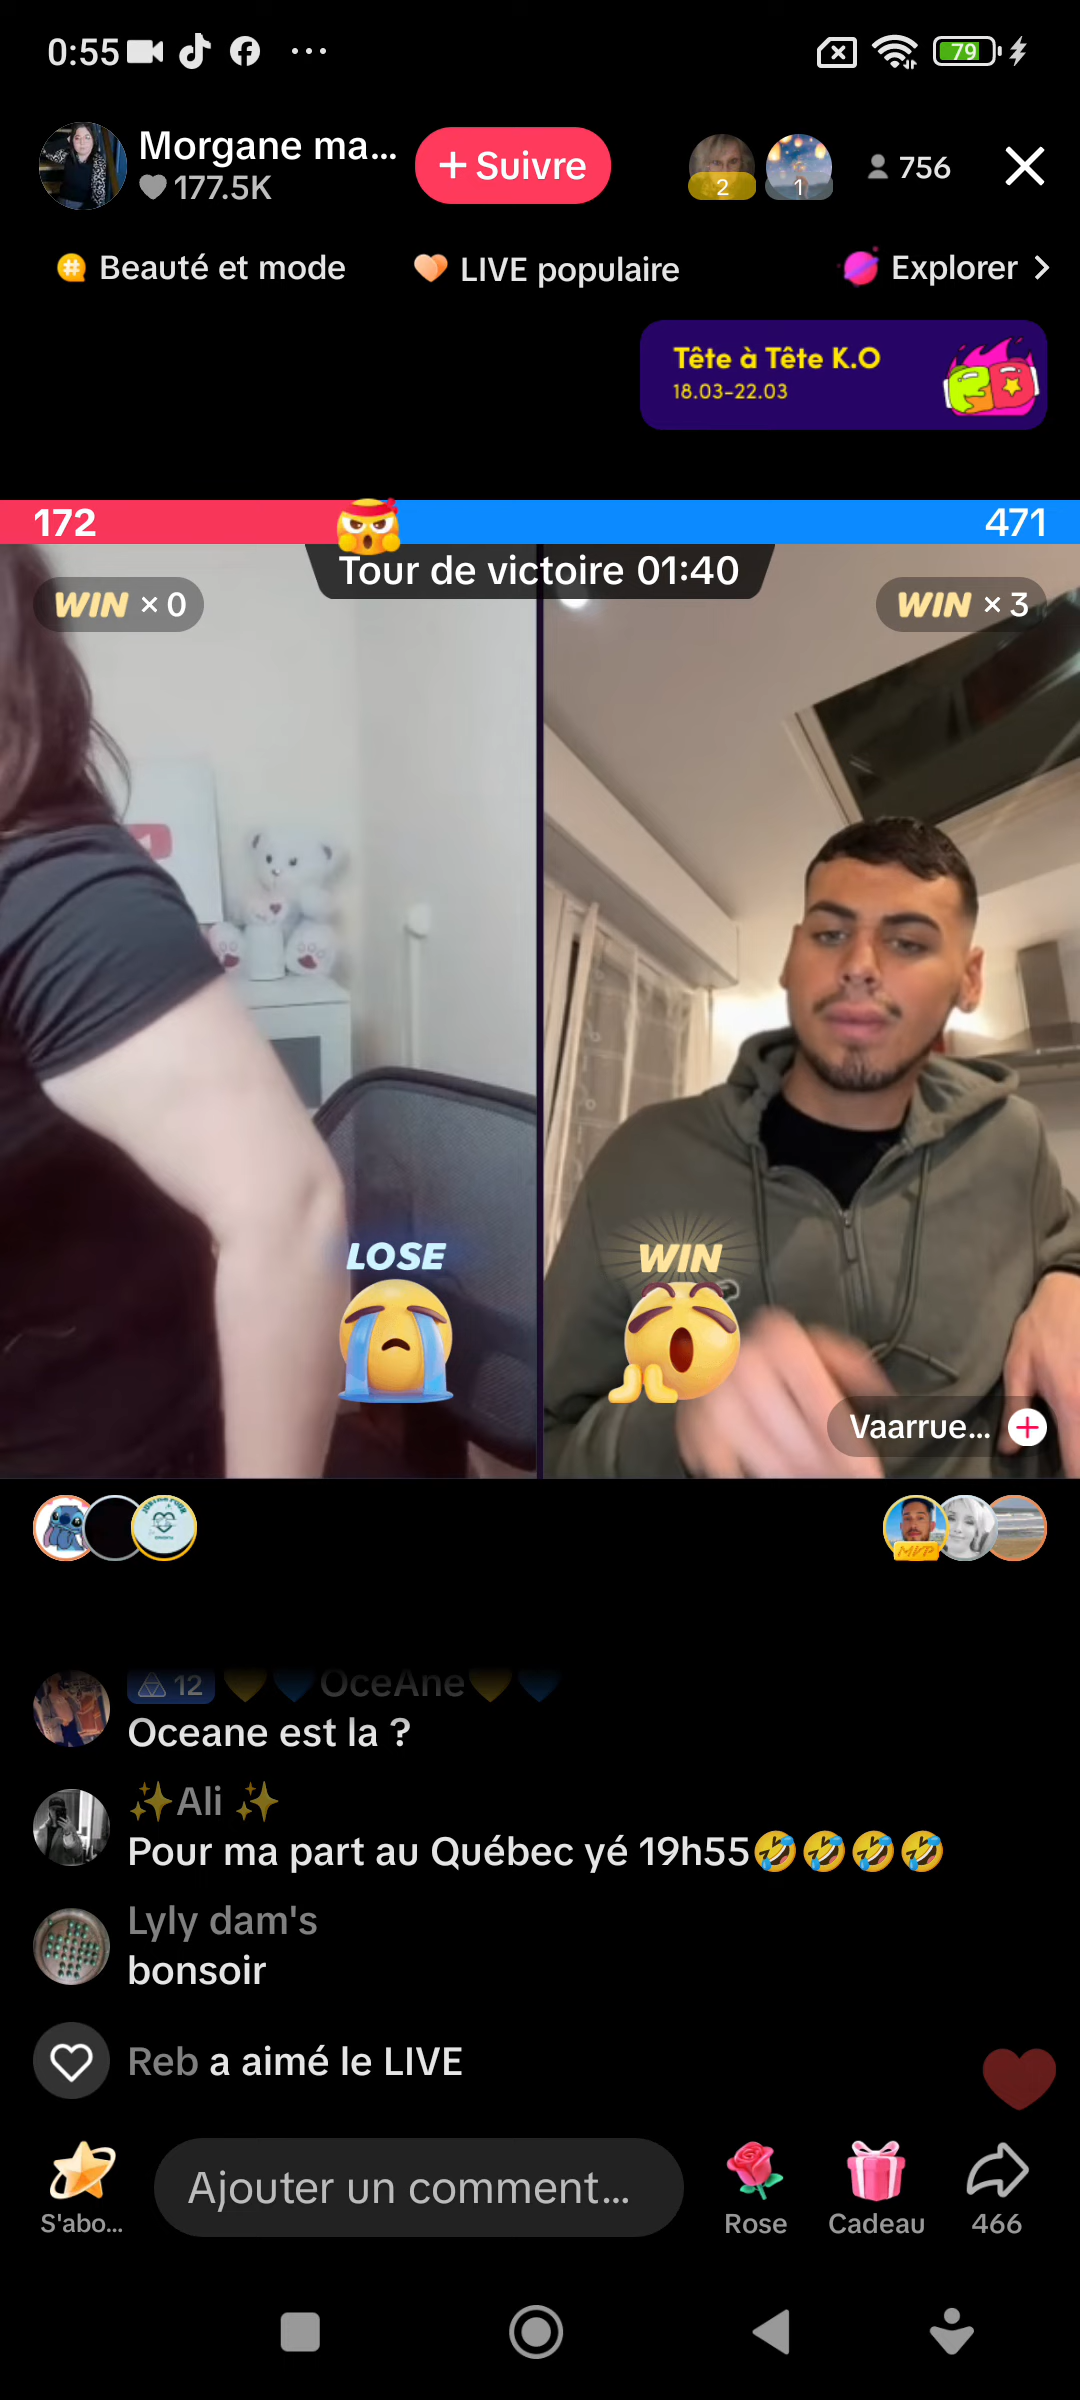 0:55
79
Morgane ma...
177.5K
+ Suivre
2
1
756
Beauté et mode
LIVE populaire
Explorer >
Tête à Tête K.O
18.03-22.03
172
471
Tour de victoire 01:40
WIN × 0
WIN × 3
LOSE
WIN
Vaarrue...
MVP
12 💛💙OceAne💛💙
Oceane est la ?
✨Ali ✨
Pour ma part au Québec yé 19h55🤣🤣🤣🤣
Lyly dam's
bonsoir
Reb a aimé le LIVE
S'abo...
Ajouter un comment...
Rose
Cadeau
466